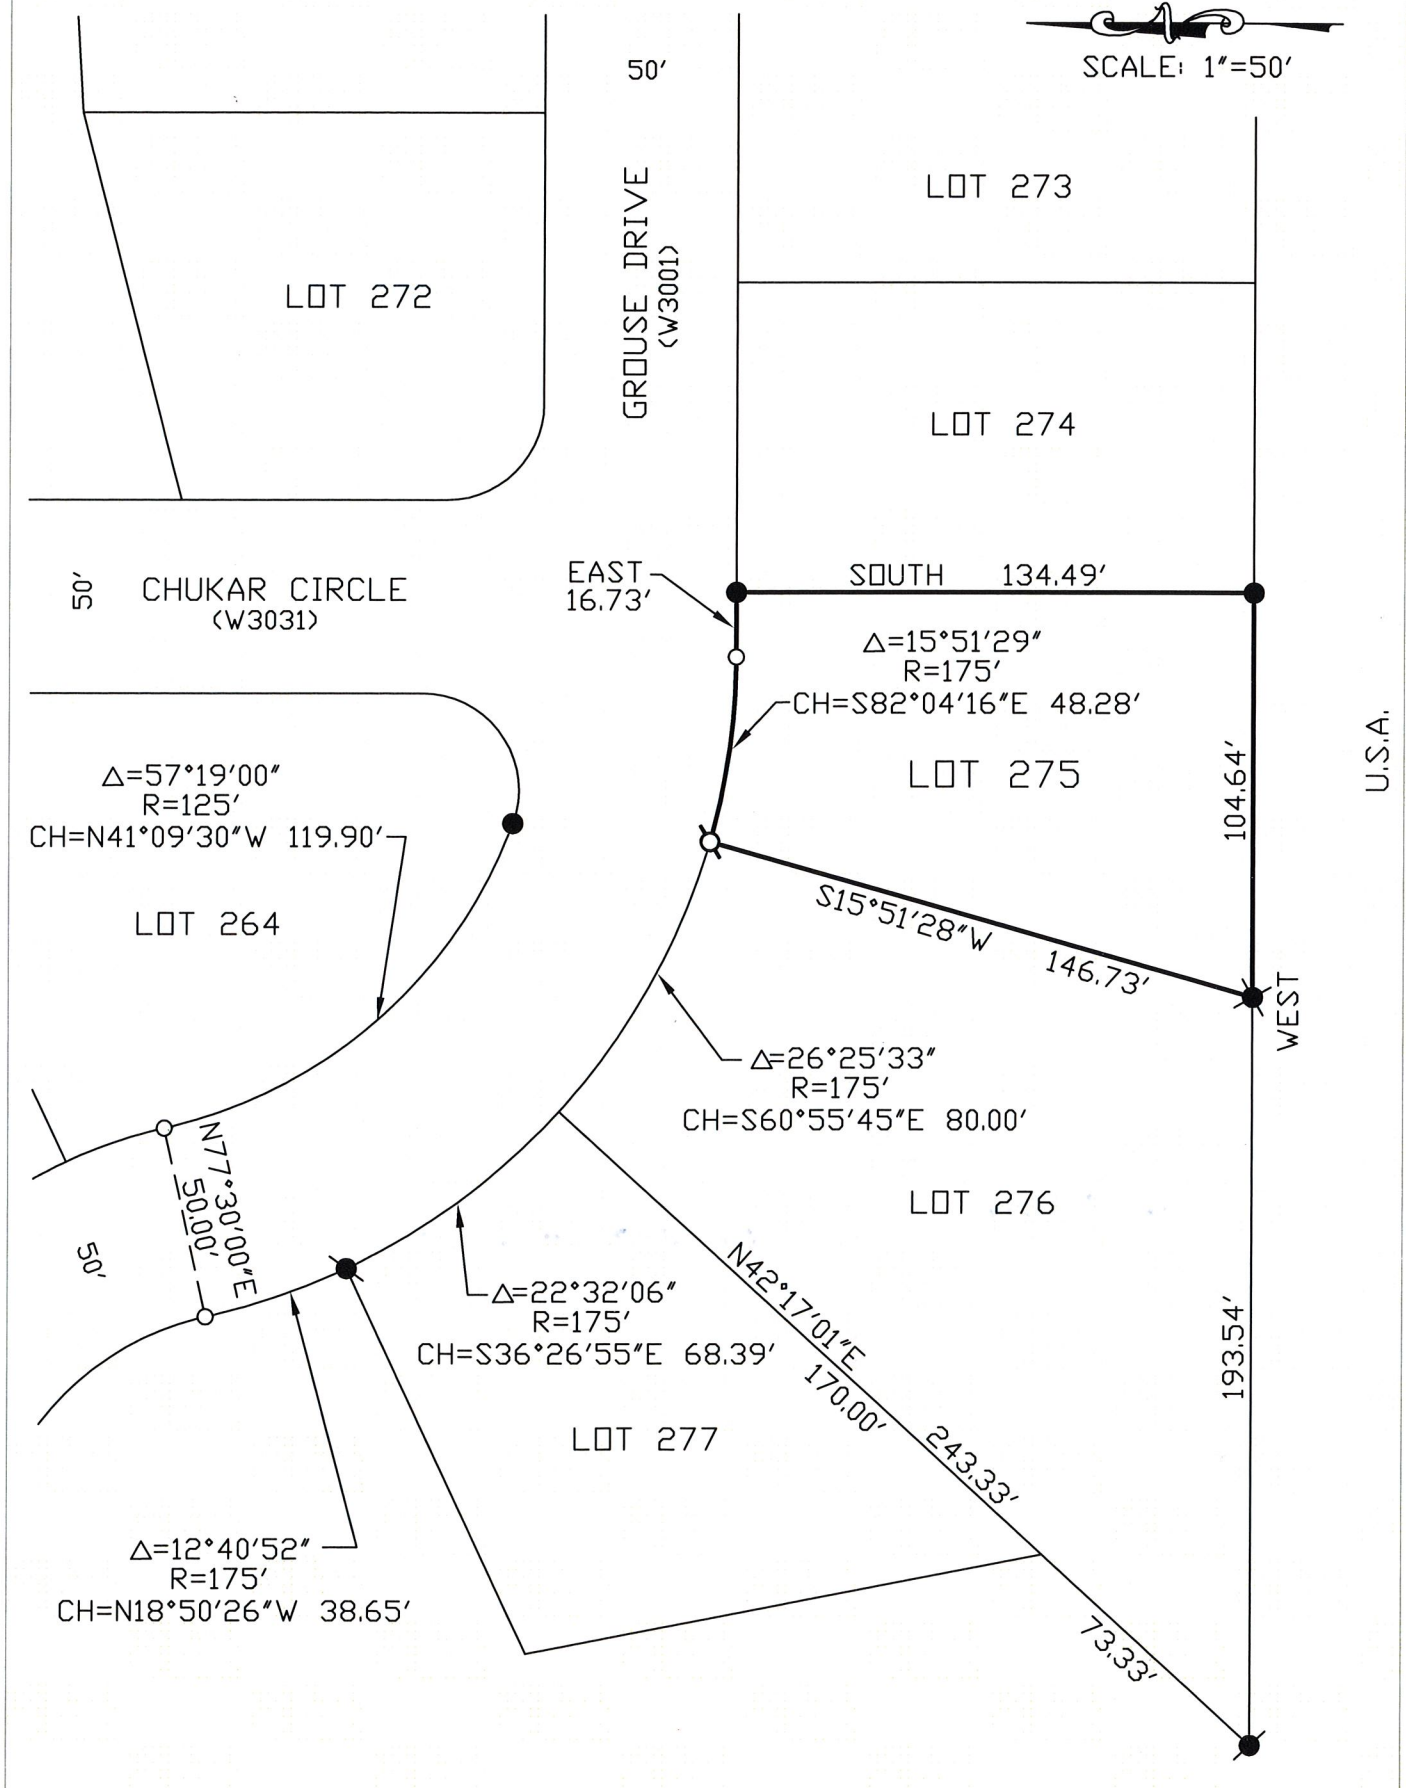 N
SCALE: 1"=50'
50'
LOT 273
GROUSE DRIVE
(W3001)
LOT 272
LOT 274
50'
CHUKAR CIRCLE
(W3031)
EAST
16.73'
SOUTH 134.49'
Δ=15°51'29"
R=175'
CH=S82°04'16"E 48.28'
LOT 275
104.64'
U.S.A.
Δ=57°19'00"
R=125'
CH=N41°09'30"W 119.90'
LOT 264
S15°51'28"W 146.73'
WEST
Δ=26°25'33"
R=175'
CH=S60°55'45"E 80.00'
N77°30'00"E
50.00'
50'
LOT 276
Δ=22°32'06"
R=175'
CH=S36°26'55"E 68.39'
N42°17'01"E 243.33'
170.00'
193.54'
LOT 277
Δ=12°40'52"
R=175'
CH=N18°50'26"W 38.65'
73.33'